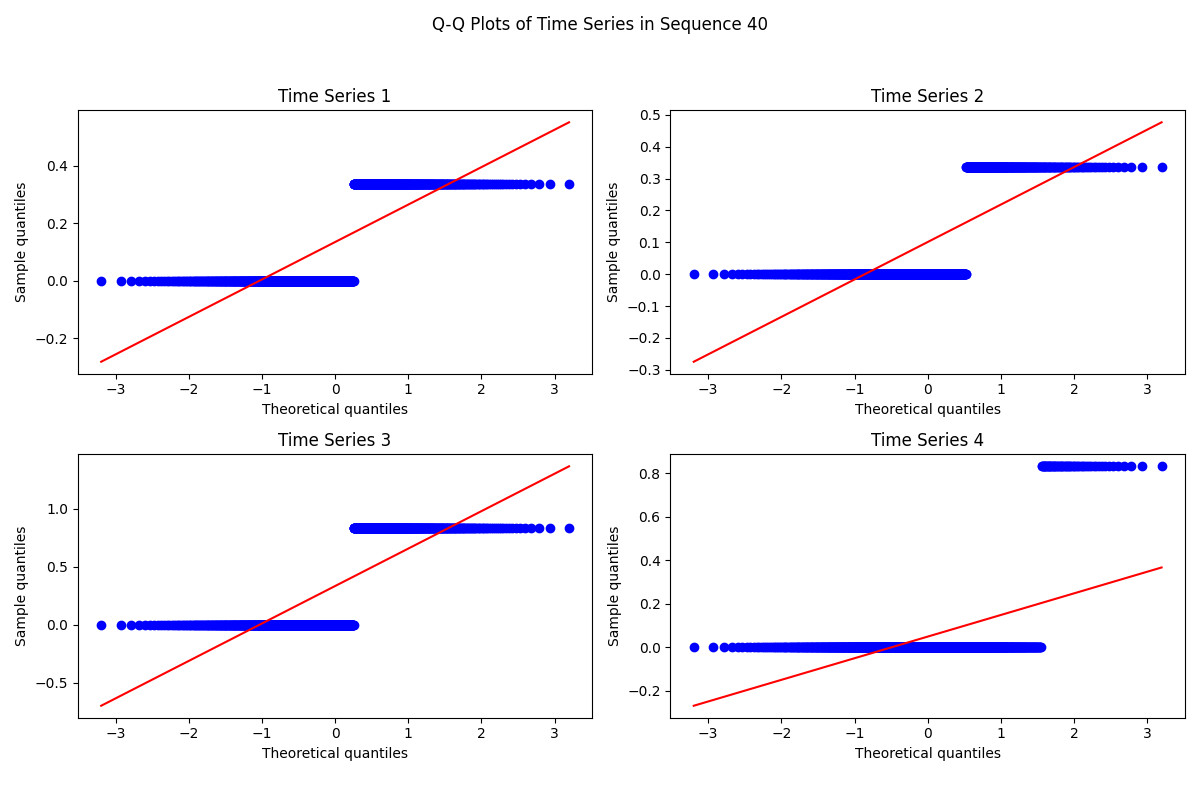 Q-Q Plots of Time Series in Sequence 40
Time Series 1
Sample quantiles
0.4
0.2
0.0
−0.2
−3 −2 −1 0 1 2 3
Theoretical quantiles
Time Series 2
Sample quantiles
0.5
0.4
0.3
0.2
0.1
0.0
−0.1
−0.2
−0.3
−3 −2 −1 0 1 2 3
Theoretical quantiles
Time Series 3
Sample quantiles
1.0
0.5
0.0
−0.5
−3 −2 −1 0 1 2 3
Theoretical quantiles
Time Series 4
Sample quantiles
0.8
0.6
0.4
0.2
0.0
−0.2
−3 −2 −1 0 1 2 3
Theoretical quantiles